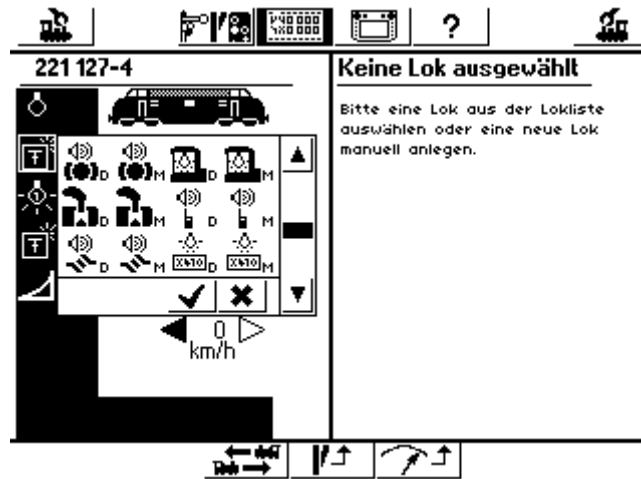 ?
221 127-4
Keine Lok ausgewählt
Bitte eine Lok aus der Lokliste
auswählen oder eine neue Lok
manuell anlegen.
D M D M
D M D M
D M D M
0
km/h